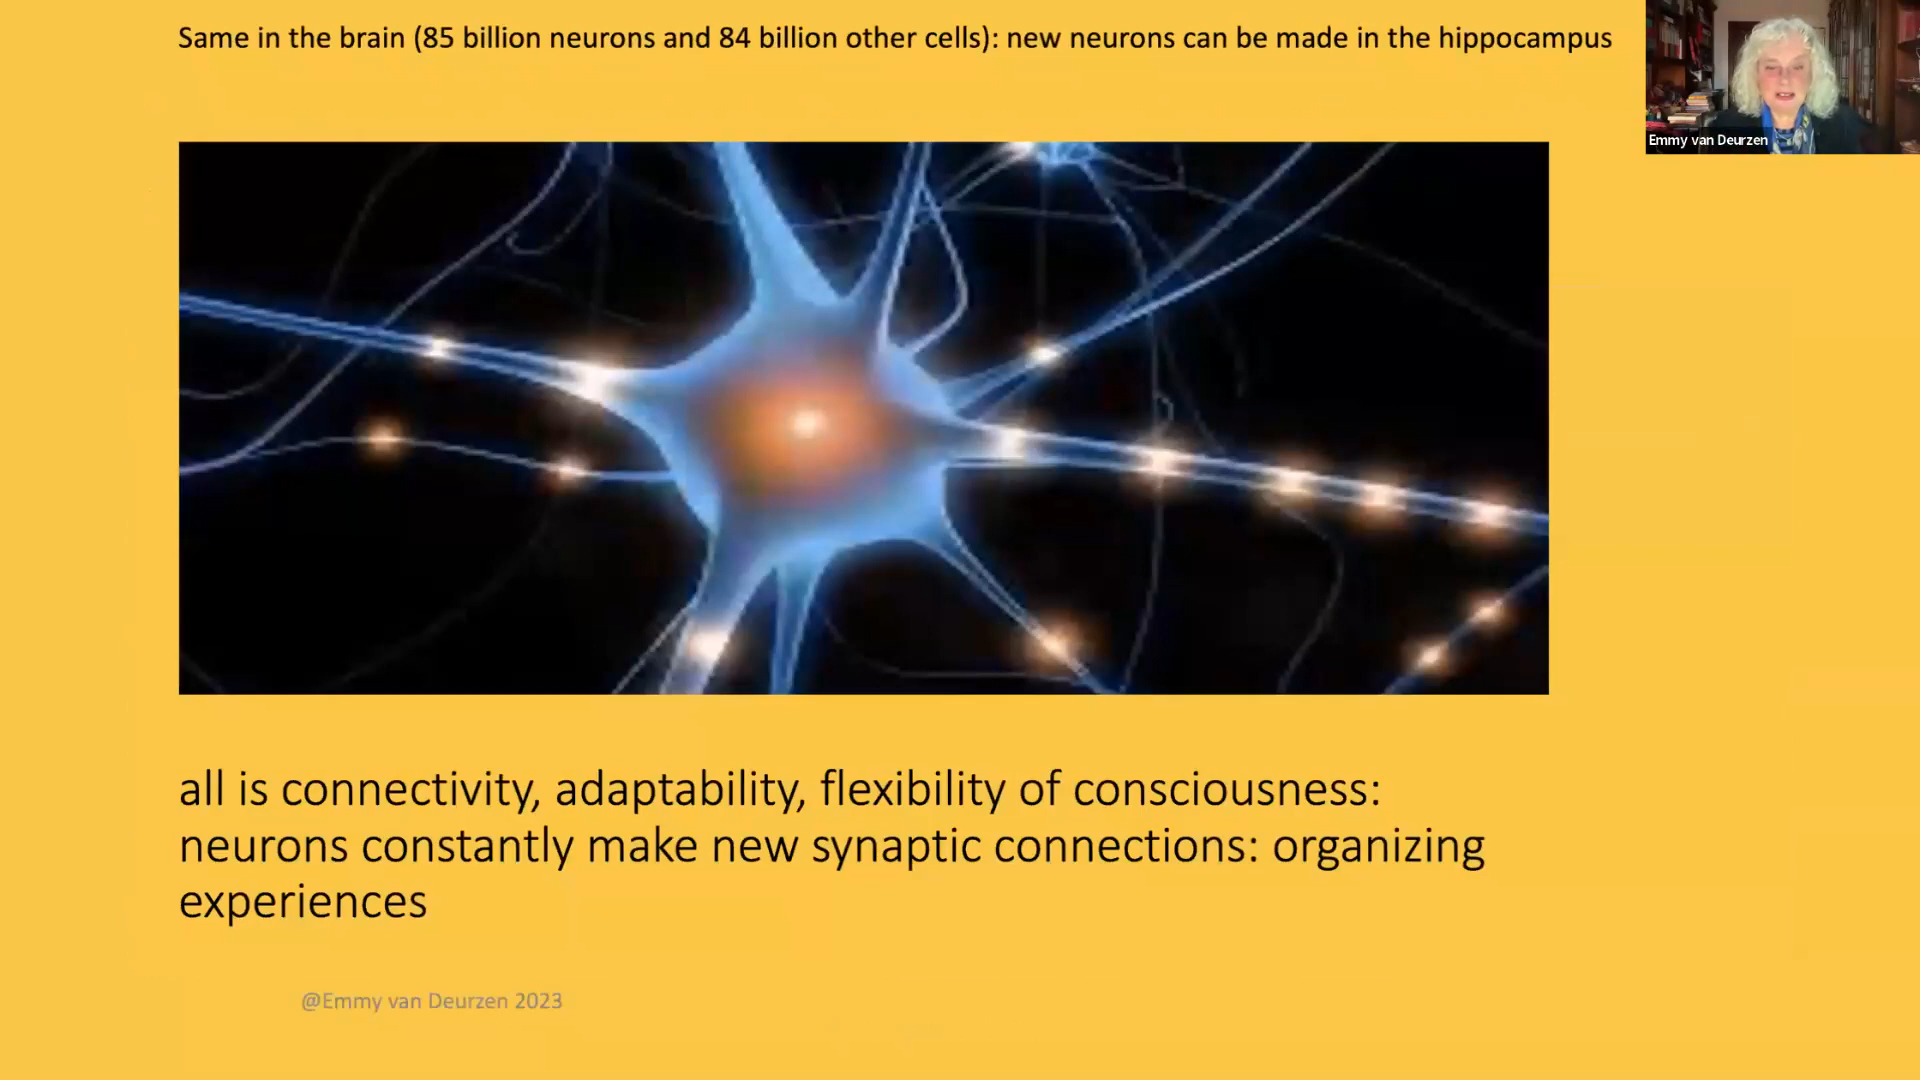 Same in the brain (85 billion neurons and 84 billion other cells): new neurons can be made in the hippocampus
Emmy van Deurzen
all is connectivity, adaptability, flexibility of consciousness:
neurons constantly make new synaptic connections: organizing
experiences
@Emmy van Deurzen 2023